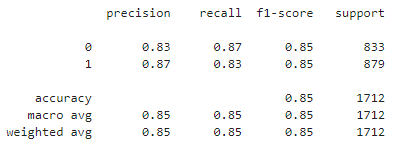 precision recall f1-score support
0 0.83 0.87 0.85 833
1 0.87 0.83 0.85 879
accuracy 0.85 1712
macro avg 0.85 0.85 0.85 1712
weighted avg 0.85 0.85 0.85 1712